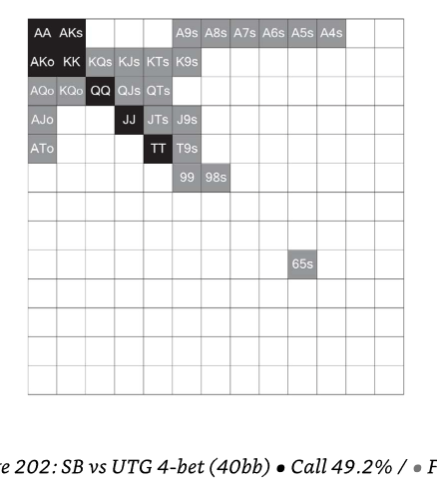 AA AKs A9s A8s A7s A6s A5s A4s
AKo KK KQs KJs KTs K9s
AQo KQo QQ QJs QTs
AJo JJ JTs J9s
ATo TT T9s
99 98s
65s
202: SB vs UTG 4-bet (40bb) ● Call 49.2% / ●